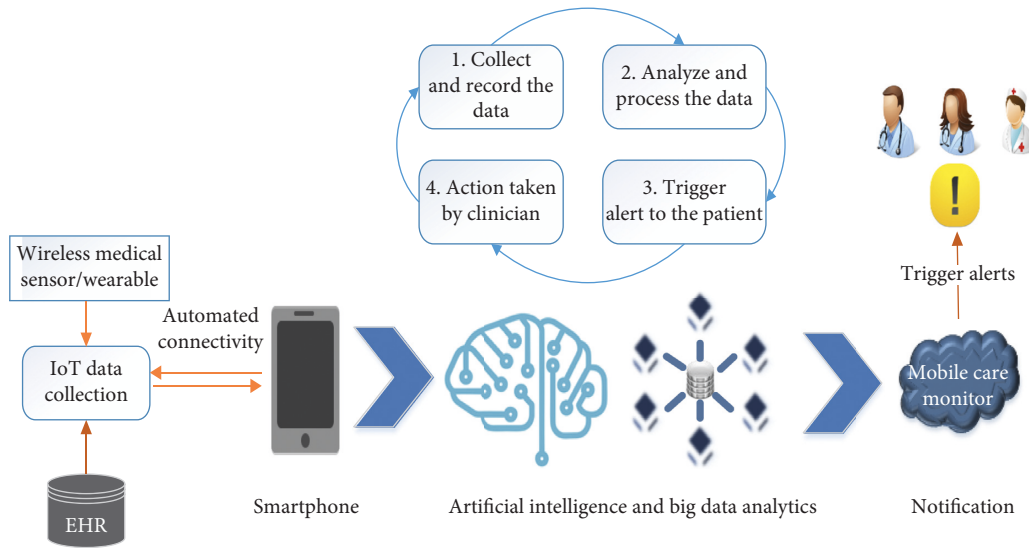 1. Collect
and record the
data
2. Analyze and
process the data
4. Action taken
by clinician
3. Trigger
alert to the patient
Wireless medical
sensor/wearable
Automated
connectivity
IoT data
collection
EHR
Smartphone
Artificial intelligence and big data analytics
!
Trigger alerts
Mobile care
monitor
Notification